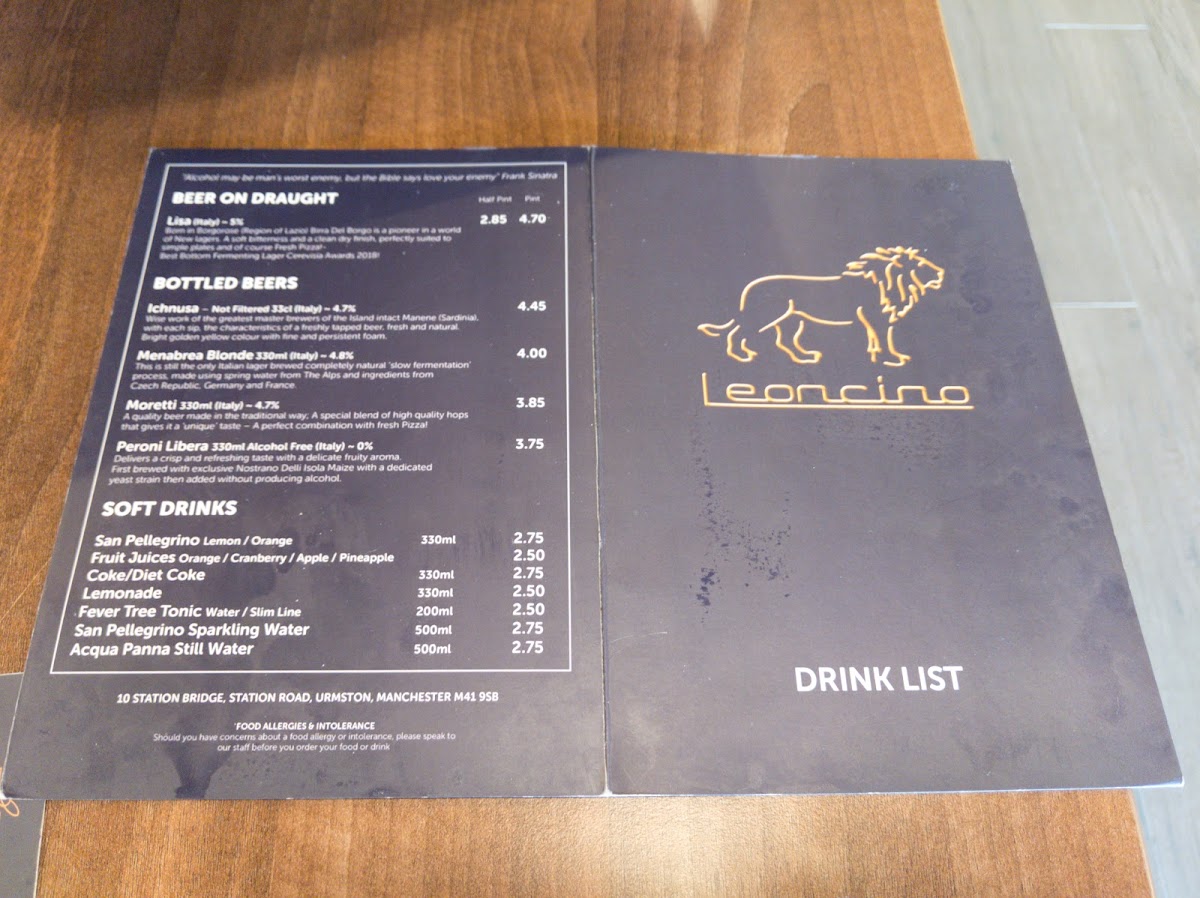 "Alcohol may be man's worst enemy, but the Bible says love your enemy" Frank Sinatra
BEER ON DRAUGHT Half Pint Pint
Lisa (Italy) ~ 5% 2.85 4.70
Born in Borgorose (Region of Lazio) Birra Del Borgo is a pioneer in a world
of New lagers. A soft bitterness and a clean dry finish, perfectly suited to
simple plates and of course Fresh Pizza!-
Best Bottom Fermenting Lager Cerevisia Awards 2018!
BOTTLED BEERS
Ichnusa – Not Filtered 33cl (Italy) ~ 4.7% 4.45
Wise work of the greatest master brewers of the Island intact Manene (Sardinia),
with each sip, the characteristics of a freshly tapped beer, fresh and natural.
Bright golden yellow colour with fine and persistent foam.
Menabrea Blonde 330ml (Italy) ~ 4.8% 4.00
This is still the only Italian lager brewed completely natural 'slow fermentation'
process, made using spring water from The Alps and ingredients from
Czech Republic, Germany and France.
Moretti 330ml (Italy) ~ 4.7% 3.85
A quality beer made in the traditional way; A special blend of high quality hops
that gives it a 'unique' taste – A perfect combination with fresh Pizza!
Peroni Libera 330ml Alcohol Free (Italy) ~ 0% 3.75
Delivers a crisp and refreshing taste with a delicate fruity aroma.
First brewed with exclusive Nostrano Delli Isola Maize with a dedicated
yeast strain then added without producing alcohol.
SOFT DRINKS
San Pellegrino Lemon / Orange 330ml 2.75
Fruit Juices Orange / Cranberry / Apple / Pineapple 2.50
Coke/Diet Coke 330ml 2.75
Lemonade 330ml 2.50
Fever Tree Tonic Water / Slim Line 200ml 2.50
San Pellegrino Sparkling Water 500ml 2.75
Acqua Panna Still Water 500ml 2.75
10 STATION BRIDGE, STATION ROAD, URMSTON, MANCHESTER M41 9SB
*FOOD ALLERGIES & INTOLERANCE
Should you have concerns about a food allergy or intolerance, please speak to
our staff before you order your food or drink
Leoncino
DRINK LIST